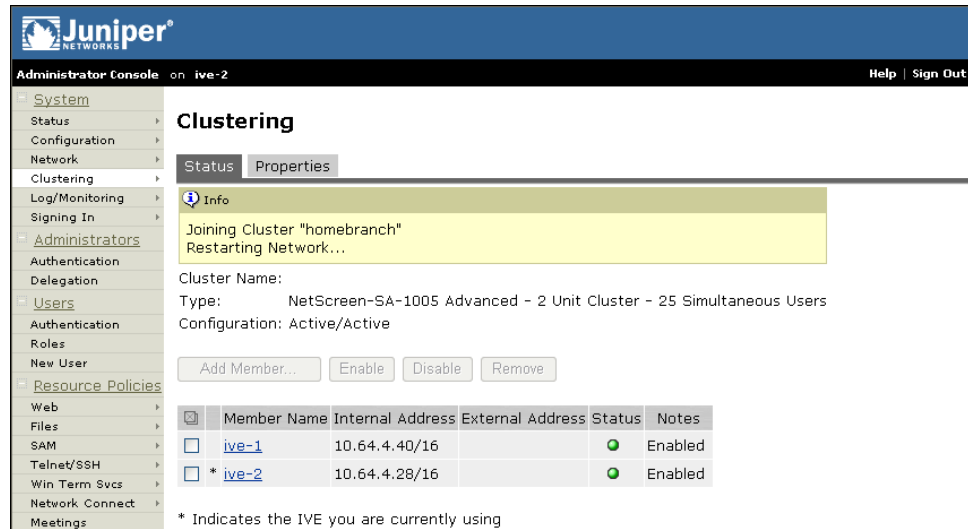 Juniper®
NETWORKS
Administrator Console on ive-2
Help | Sign Out
System
Status
Configuration
Network
Clustering
Log/Monitoring
Signing In
Administrators
Authentication
Delegation
Users
Authentication
Roles
New User
Resource Policies
Web
Files
SAM
Telnet/SSH
Win Term Svcs
Network Connect
Meetings
Clustering
Status Properties
i Info
Joining Cluster "homebranch"
Restarting Network...
Cluster Name:
Type: NetScreen-SA-1005 Advanced - 2 Unit Cluster - 25 Simultaneous Users
Configuration: Active/Active
Add Member... Enable Disable Remove
Member Name Internal Address External Address Status Notes
ive-1 10.64.4.40/16 Enabled
* ive-2 10.64.4.28/16 Enabled
* Indicates the IVE you are currently using